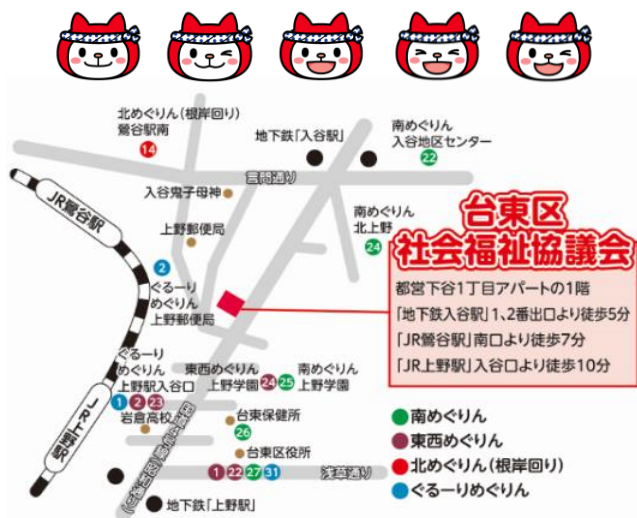 北めぐりん(根岸回り)
鶯谷駅南
14
地下鉄「入谷駅」
南めぐりん
入谷地区センター
22
言問通り
JR鶯谷駅
入谷鬼子母神
上野郵便局
南めぐりん
北上野
24
2
ぐるーり
めぐりん
上野郵便局
台東区
社会福祉協議会
都営下谷1丁目アパートの1階
「地下鉄入谷駅」1、2番出口より徒歩5分
「JR鶯谷駅」南口より徒歩7分
「JR上野駅」入谷口より徒歩10分
ぐるーり
めぐりん
上野駅入谷口
1 2 23
東西めぐりん
上野学園
24 25
南めぐりん
上野学園
JR上野駅
岩倉高校
台東保健所
26
台東区役所
1 22 27 31
浅草通り
地下鉄「上野駅」
南めぐりん
東西めぐりん
北めぐりん(根岸回り)
ぐるーりめぐりん